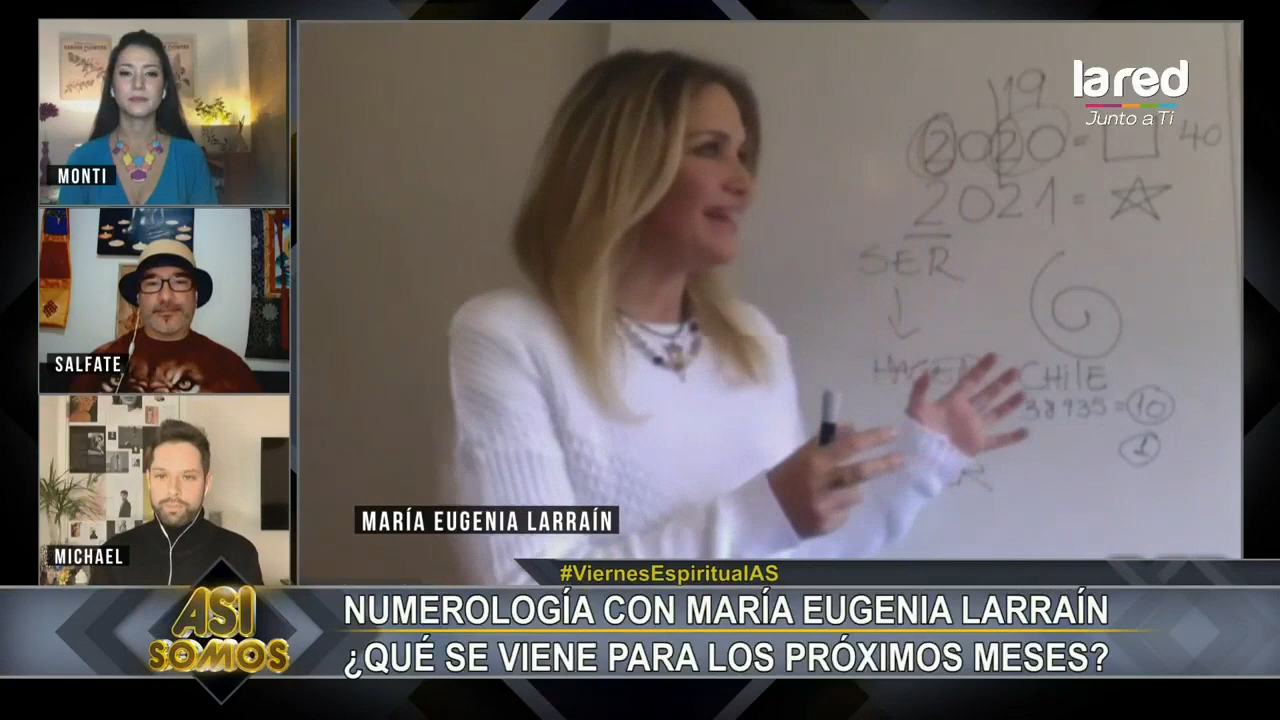 lared
Junto a Ti
MONTI
SALFATE
MICHAEL
19
2020 = 40
2021 =
SER
CHILE
38935 = 10
1
MARÍA EUGENIA LARRAÍN
#ViernesEspiritualAS
ASI
SOMOS
NUMEROLOGÍA CON MARÍA EUGENIA LARRAÍN
¿QUÉ SE VIENE PARA LOS PRÓXIMOS MESES?